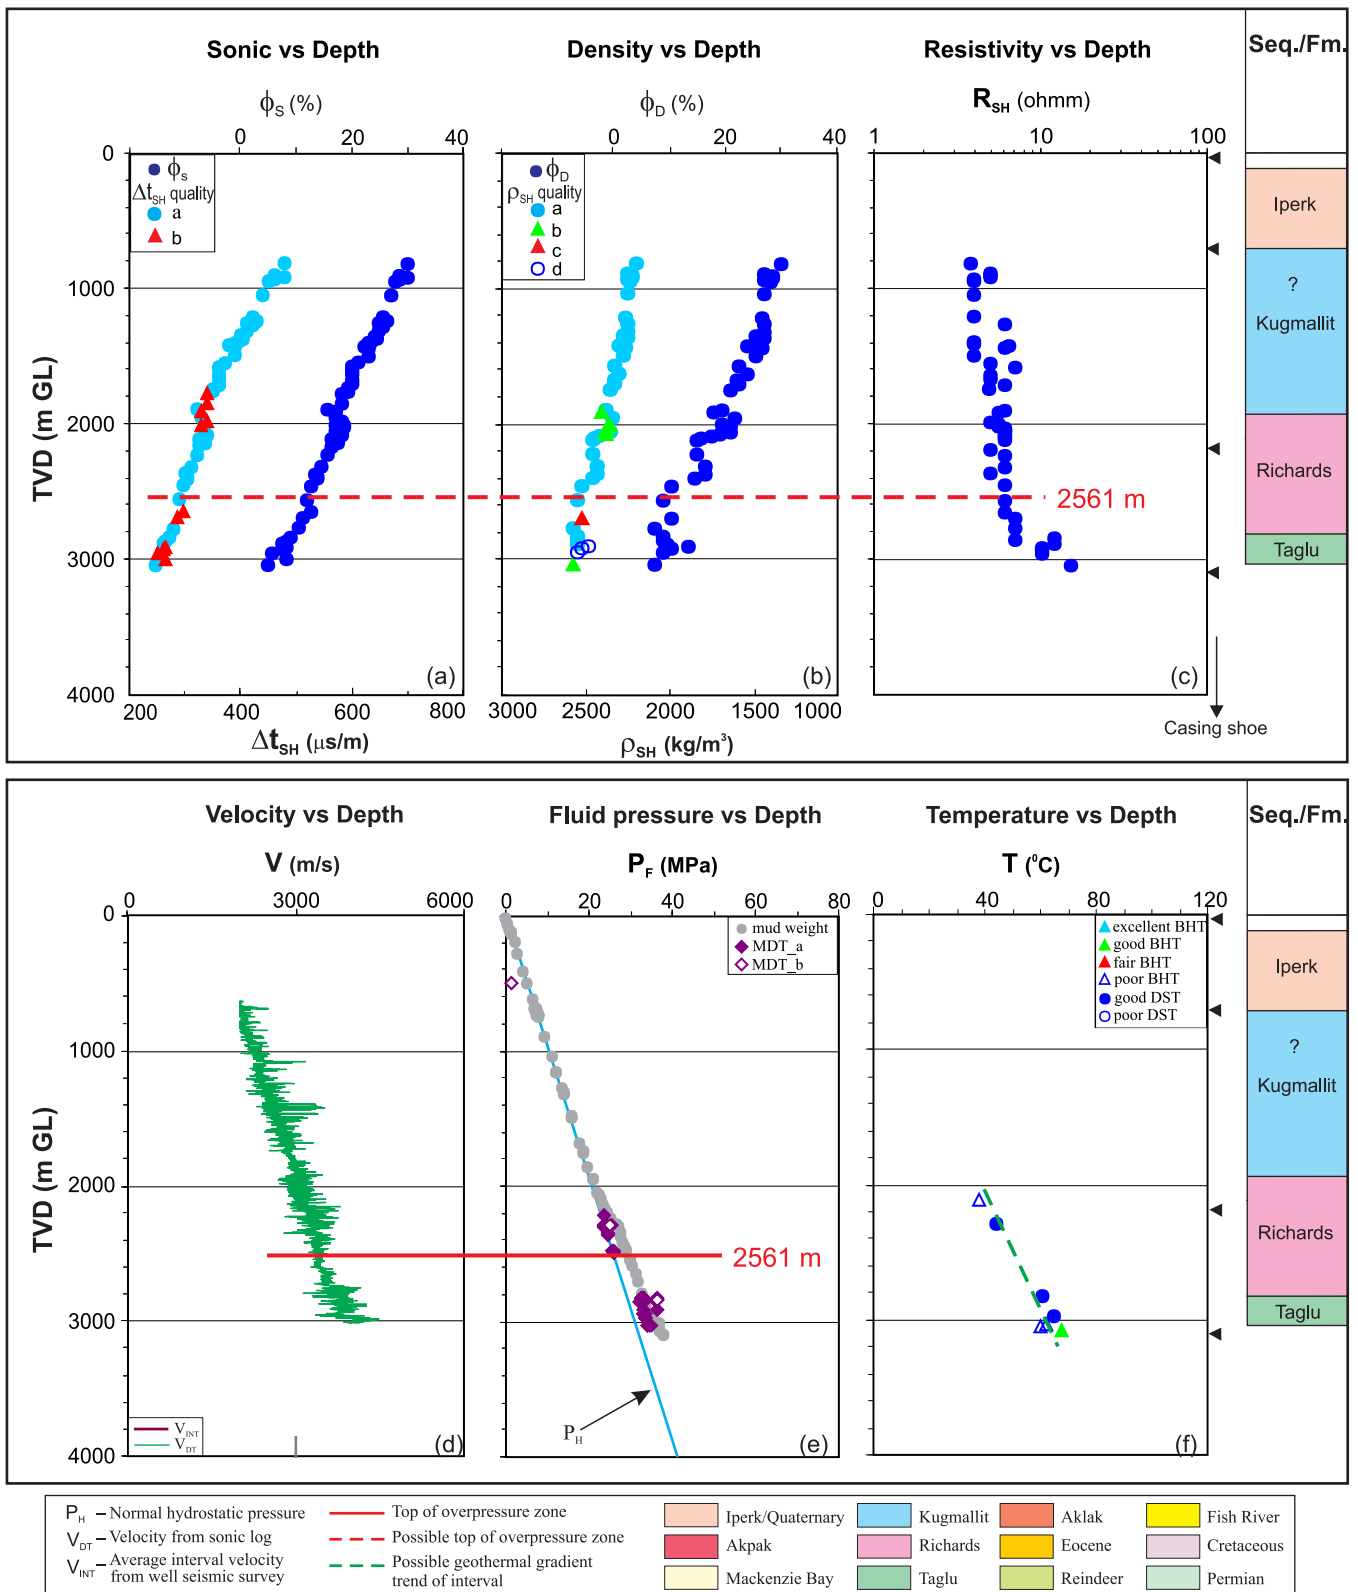 Sonic vs Depth
Density vs Depth
Resistivity vs Depth
Seq./Fm.
ϕS (%)
ϕD (%)
RSH (ohmm)
0 20 40
0 20 40
1 10 100
TVD (m GL)
0
1000
2000
3000
4000
ϕs
ΔtSH quality
a
b
ϕD
ρSH quality
a
b
c
d
2561 m
(a)
(b)
(c)
200 400 600 800
3000 2500 2000 1500 1000
ΔtSH (μs/m)
ρSH (kg/m³)
Casing shoe
Iperk
?
Kugmallit
Richards
Taglu
Velocity vs Depth
Fluid pressure vs Depth
Temperature vs Depth
Seq./Fm.
V (m/s)
PF (MPa)
T (⁰C)
0 3000 6000
0 20 40 60 80
0 40 80 120
TVD (m GL)
0
1000
2000
3000
4000
mud weight
MDT_a
MDT_b
excellent BHT
good BHT
fair BHT
poor BHT
good DST
poor DST
2561 m
PH
VINT
VDT
(d)
(e)
(f)
Iperk
?
Kugmallit
Richards
Taglu
PH – Normal hydrostatic pressure
VDT – Velocity from sonic log
VINT – Average interval velocity
from well seismic survey
Top of overpressure zone
Possible top of overpressure zone
Possible geothermal gradient
trend of interval
Iperk/Quaternary
Kugmallit
Aklak
Fish River
Akpak
Richards
Eocene
Cretaceous
Mackenzie Bay
Taglu
Reindeer
Permian